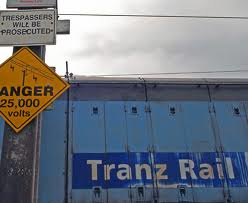 TRESPASSERS
WILL BE
PROSECUTED
ANGER
25,000
volts
Tranz Rail